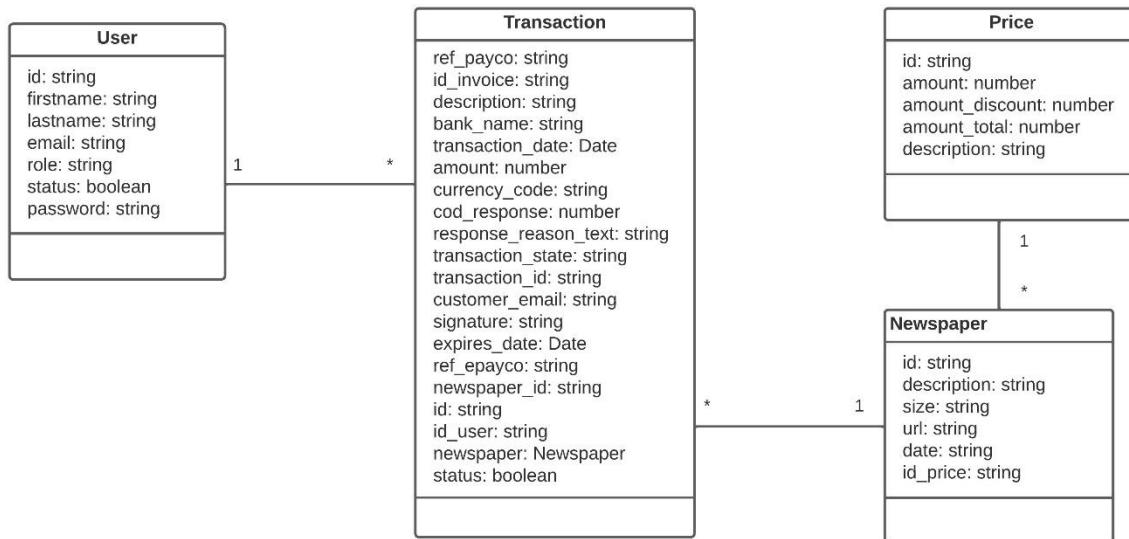 User
id: string
firstname: string
lastname: string
email: string
role: string
status: boolean
password: string
1
*
Transaction
ref_payco: string
id_invoice: string
description: string
bank_name: string
transaction_date: Date
amount: number
currency_code: string
cod_response: number
response_reason_text: string
transaction_state: string
transaction_id: string
customer_email: string
signature: string
expires_date: Date
ref_epayco: string
newspaper_id: string
id: string
id_user: string
newspaper: Newspaper
status: boolean
*
1
Price
id: string
amount: number
amount_discount: number
amount_total: number
description: string
1
*
Newspaper
id: string
description: string
size: string
url: string
date: string
id_price: string